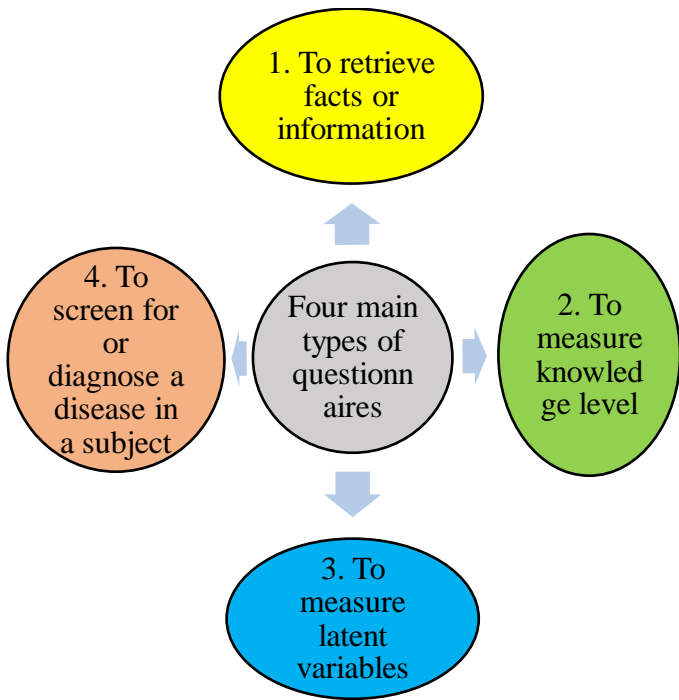 1. To retrieve
facts or
information
4. To
screen for
or
diagnose a
disease in
a subject
Four main
types of
questionn
aires
2. To
measure
knowled
ge level
3. To
measure
latent
variables